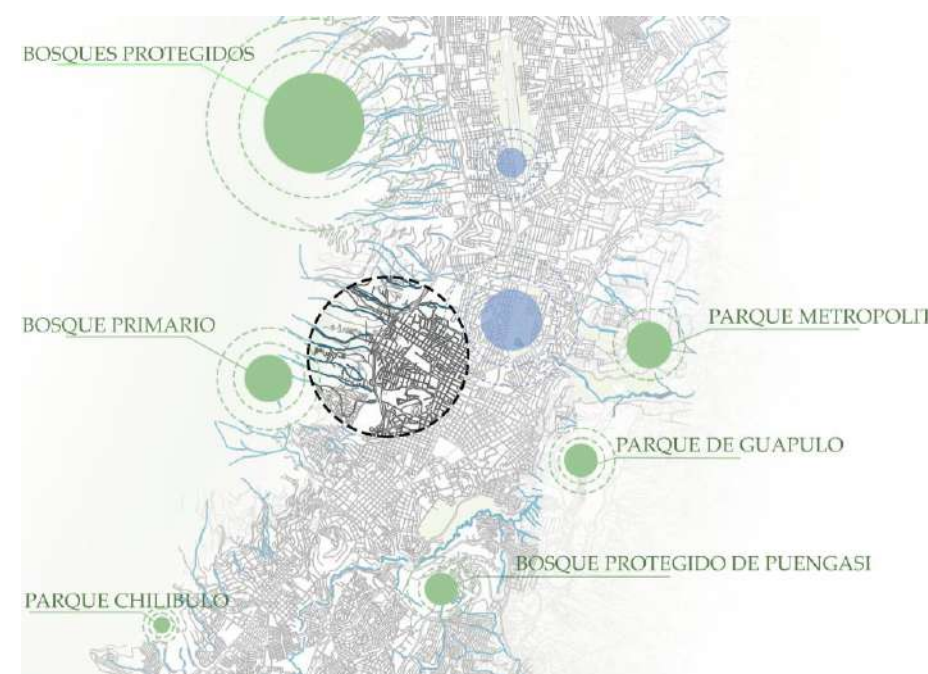 BOSQUES PROTEGIDOS
BOSQUE PRIMARIO
PARQUE METROPOLIT
PARQUE DE GUAPULO
BOSQUE PROTEGIDO DE PUENGASI
PARQUE CHILIBULO